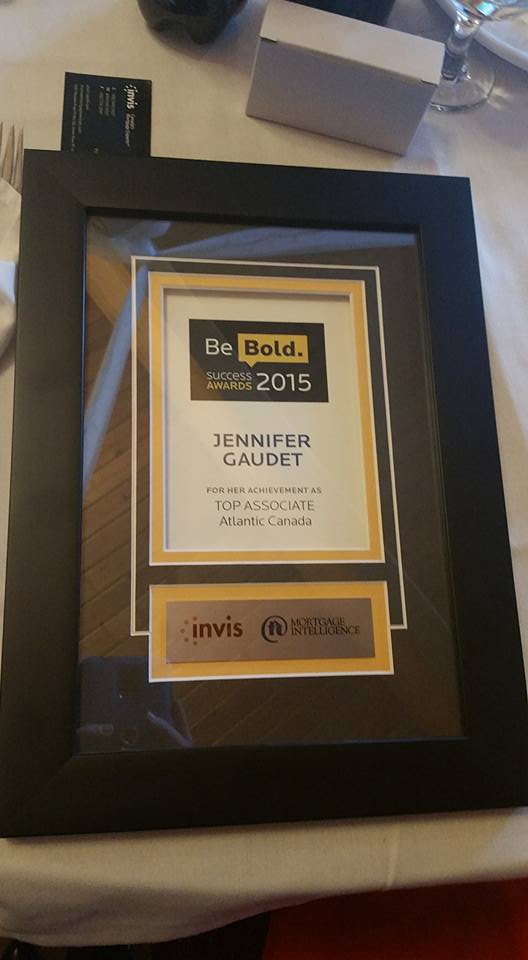 invis
Be Bold.
success
AWARDS 2015
JENNIFER
GAUDET
FOR HER ACHIEVEMENT AS
TOP ASSOCIATE
Atlantic Canada
invis
MORTGAGE
INTELLIGENCE